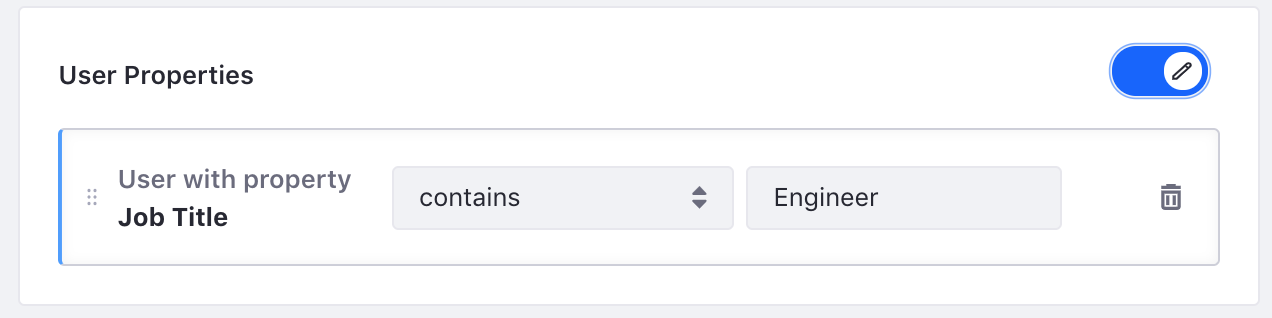 User Properties
User with property
Job Title
contains
Engineer